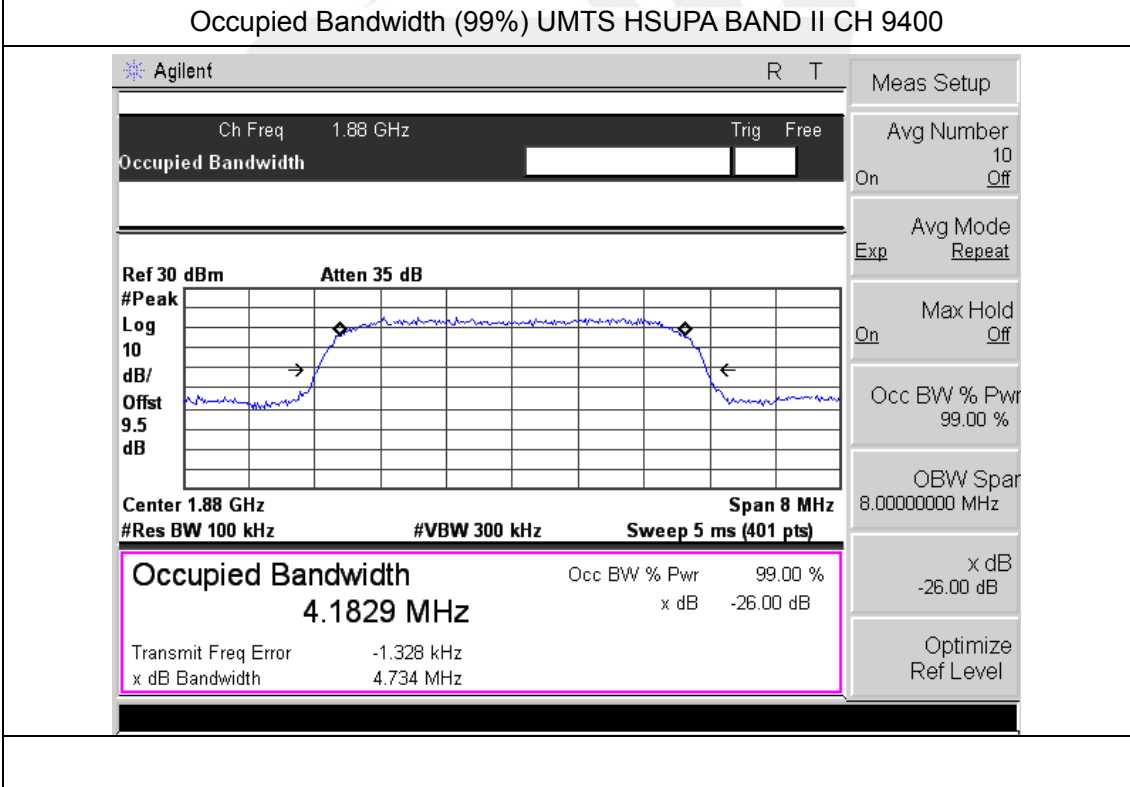 Occupied Bandwidth (99%) UMTS HSUPA BAND II CH 9400
Agilent R T
Ch Freq 1.88 GHz Trig Free
Occupied Bandwidth
Ref 30 dBm Atten 35 dB
#Peak
Log
10
dB/
Offst
9.5
dB
Center 1.88 GHz Span 8 MHz
#Res BW 100 kHz #VBW 300 kHz Sweep 5 ms (401 pts)
Occupied Bandwidth Occ BW % Pwr 99.00 %
4.1829 MHz x dB -26.00 dB
Transmit Freq Error -1.328 kHz
x dB Bandwidth 4.734 MHz
Meas Setup
Avg Number
10
On Off
Avg Mode
Exp Repeat
Max Hold
On Off
Occ BW % Pwr
99.00 %
OBW Span
8.00000000 MHz
x dB
-26.00 dB
Optimize
Ref Level